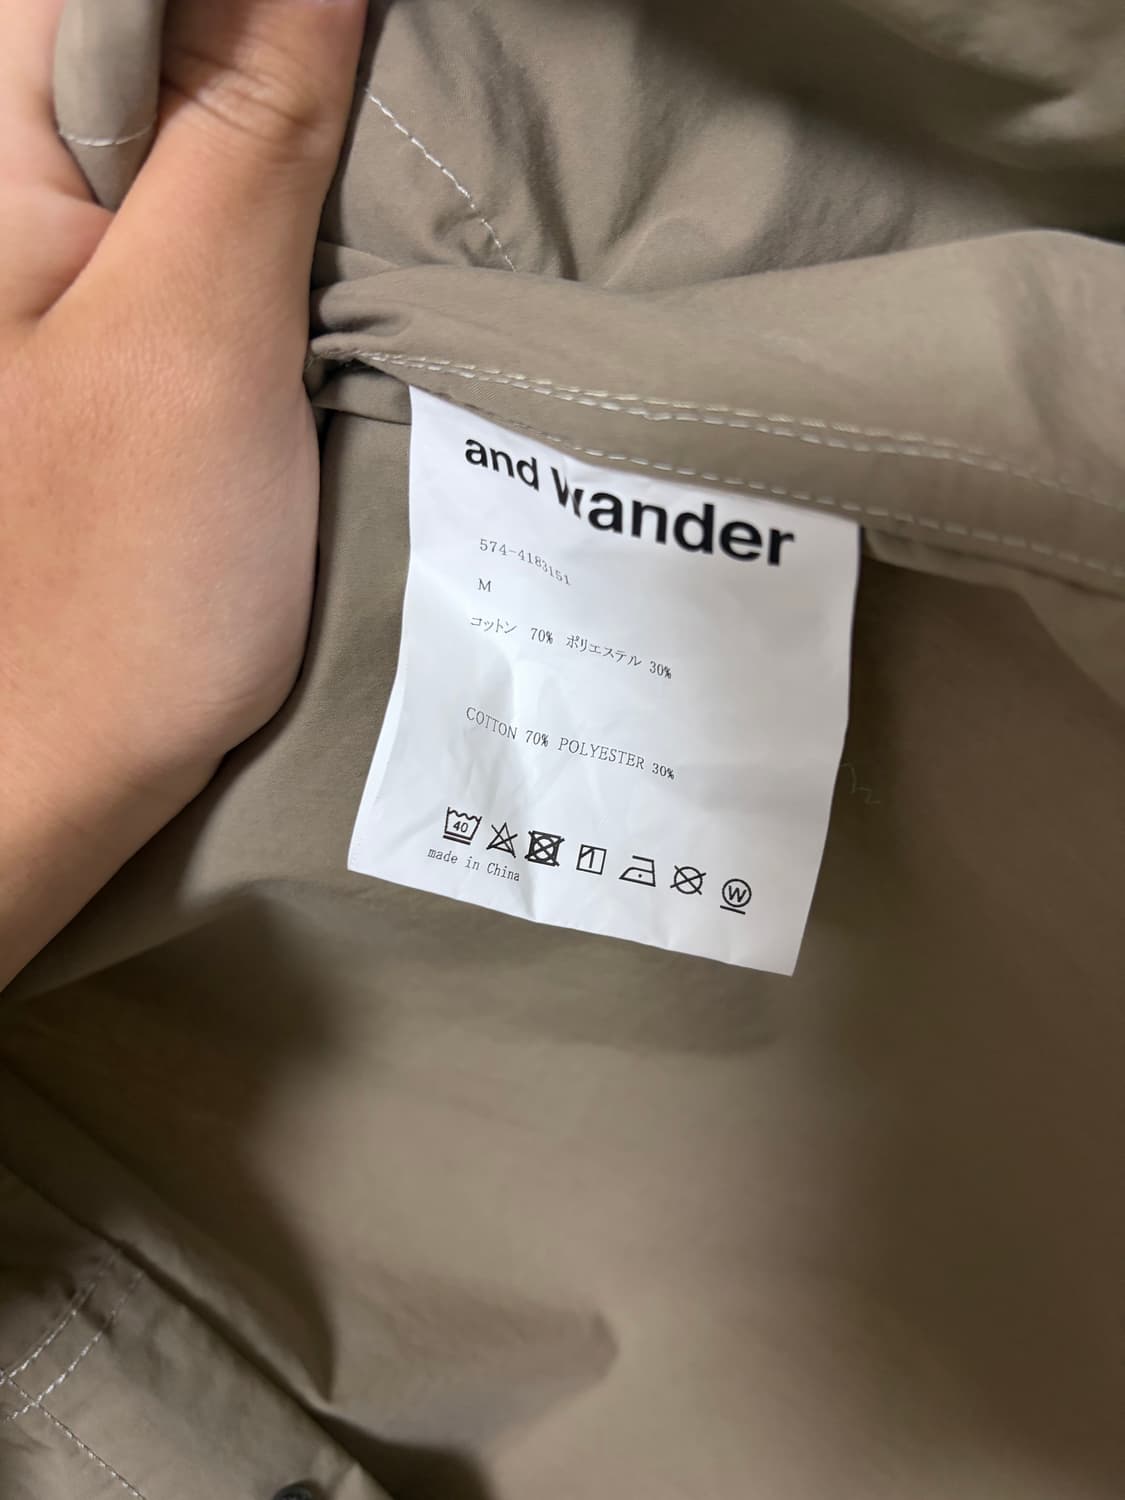 and wander
574-4183151
M
コットン 70% ポリエステル 30%
COTTON 70% POLYESTER 30%
40
W
made in China